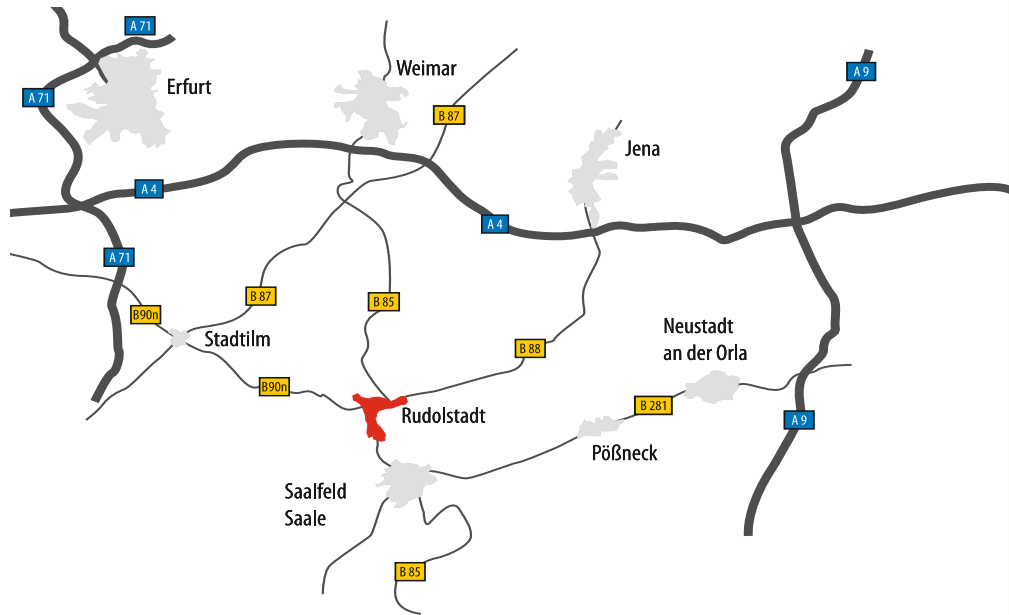 A 71
A 9
Weimar
Erfurt
A 71
B 87
Jena
A 4
A 4
A 71
B 87
B 85
B90n
Neustadt
an der Orla
Stadtilm
B 88
B90n
B 281
Rudolstadt
A 9
Pößneck
Saalfeld
Saale
B 85